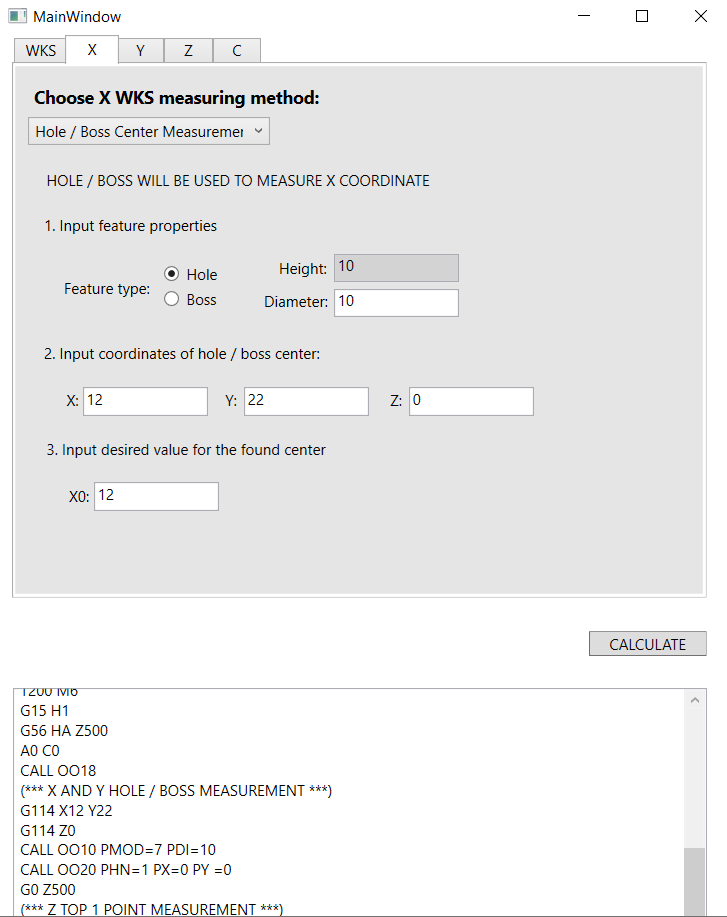 MainWindow
WKS X Y Z C
Choose X WKS measuring method:
Hole / Boss Center Measuremer
HOLE / BOSS WILL BE USED TO MEASURE X COORDINATE
1. Input feature properties
Feature type:
Hole
Boss
Height: 10
Diameter: 10
2. Input coordinates of hole / boss center:
X: 12 Y: 22 Z: 0
3. Input desired value for the found center
X0: 12
CALCULATE
T200 M6
G15 H1
G56 HA Z500
A0 C0
CALL OO18
(*** X AND Y HOLE / BOSS MEASUREMENT ***)
G114 X12 Y22
G114 Z0
CALL OO10 PMOD=7 PDI=10
CALL OO20 PHN=1 PX=0 PY =0
G0 Z500
(*** Z TOP 1 POINT MEASUREMENT ***)